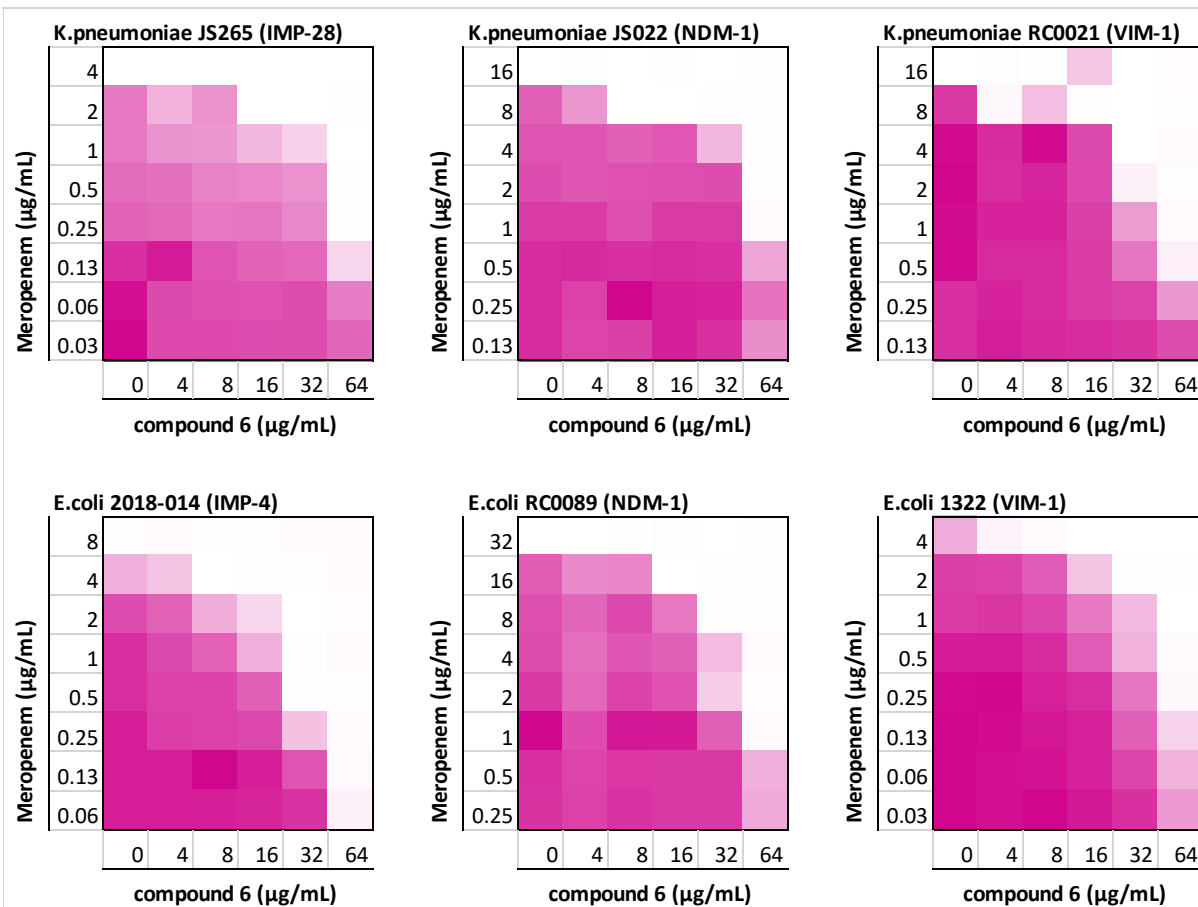 K.pneumoniae JS265 (IMP-28)
Meropenem (µg/mL)
4
2
1
0.5
0.25
0.13
0.06
0.03
0 4 8 16 32 64
compound 6 (µg/mL)
K.pneumoniae JS022 (NDM-1)
Meropenem (µg/mL)
16
8
4
2
1
0.5
0.25
0.13
0 4 8 16 32 64
compound 6 (µg/mL)
K.pneumoniae RC0021 (VIM-1)
Meropenem (µg/mL)
16
8
4
2
1
0.5
0.25
0.13
0 4 8 16 32 64
compound 6 (µg/mL)
E.coli 2018-014 (IMP-4)
Meropenem (µg/mL)
8
4
2
1
0.5
0.25
0.13
0.06
0 4 8 16 32 64
compound 6 (µg/mL)
E.coli RC0089 (NDM-1)
Meropenem (µg/mL)
32
16
8
4
2
1
0.5
0.25
0 4 8 16 32 64
compound 6 (µg/mL)
E.coli 1322 (VIM-1)
Meropenem (µg/mL)
4
2
1
0.5
0.25
0.13
0.06
0.03
0 4 8 16 32 64
compound 6 (µg/mL)